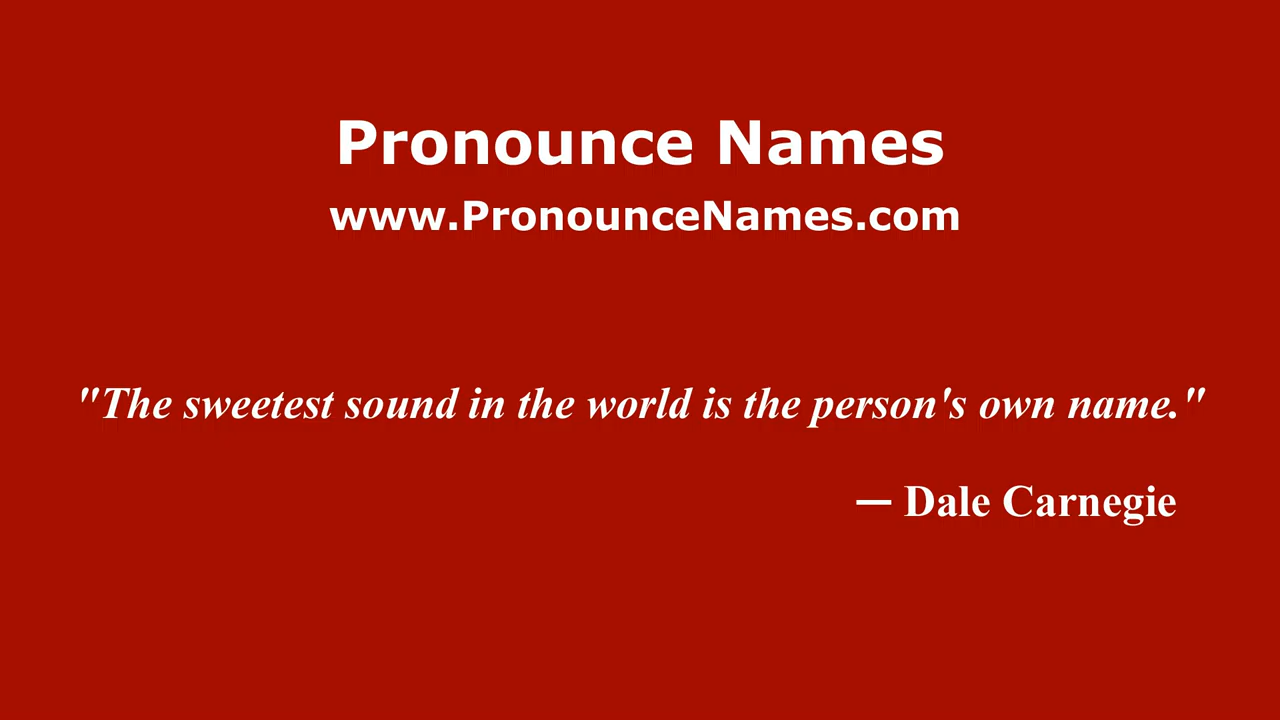 Pronounce Names
www.PronounceNames.com
"The sweetest sound in the world is the person's own name."
— Dale Carnegie